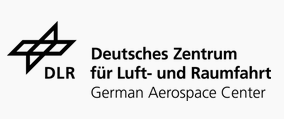 DLR
Deutsches Zentrum
für Luft- und Raumfahrt
German Aerospace Center